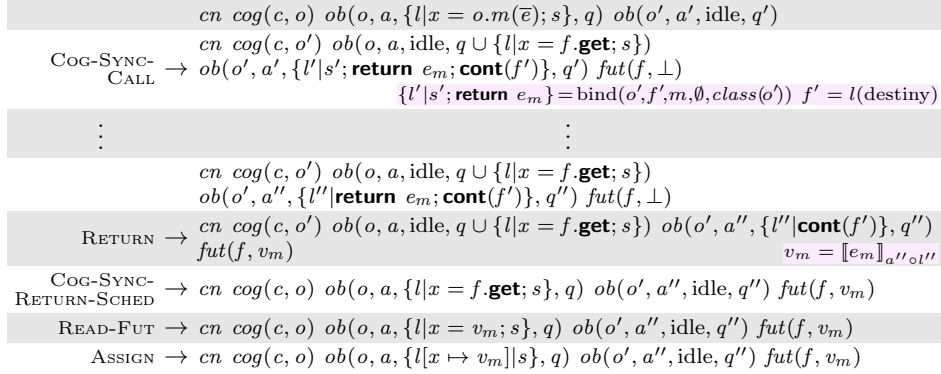 cn cog(c, o) ob(o, a, {l|x = o.m(e̅); s}, q) ob(o′, a′, idle, q′)
cn cog(c, o′) ob(o, a, idle, q ∪ {l|x = f.get; s})
Cog-Sync-Call → ob(o′, a′, {l′|s′; return e_m; cont(f′)}, q′) fut(f, ⊥)
{l′|s′; return e_m} = bind(o′, f′, m, ∅, class(o′)) f′ = l(destiny)
⋮ ⋮
cn cog(c, o′) ob(o, a, idle, q ∪ {l|x = f.get; s})
ob(o′, a″, {l″|return e_m; cont(f′)}, q″) fut(f, ⊥)
Return → cn cog(c, o′) ob(o, a, idle, q ∪ {l|x = f.get; s}) ob(o′, a″, {l″|cont(f′)}, q″)
fut(f, v_m) v_m = ⟦e_m⟧_{a″∘l″}
Cog-Sync-Return-Sched → cn cog(c, o) ob(o, a, {l|x = f.get; s}, q) ob(o′, a″, idle, q″) fut(f, v_m)
Read-Fut → cn cog(c, o) ob(o, a, {l|x = v_m; s}, q) ob(o′, a″, idle, q″) fut(f, v_m)
Assign → cn cog(c, o) ob(o, a, {l[x ↦ v_m]|s}, q) ob(o′, a″, idle, q″) fut(f, v_m)